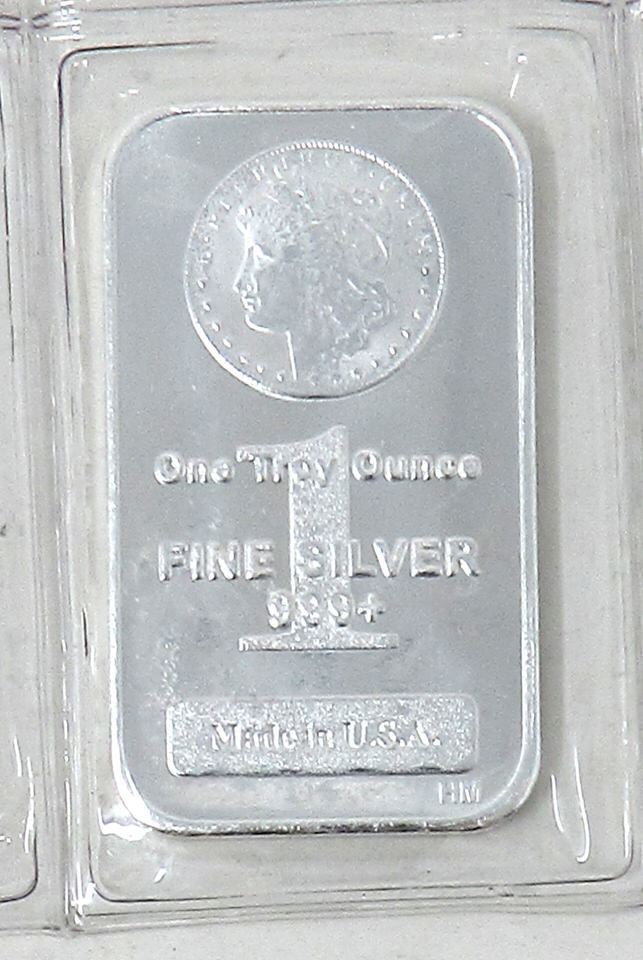 One Troy Ounce
1
FINE SILVER
999+
Made in U.S.A.
HM